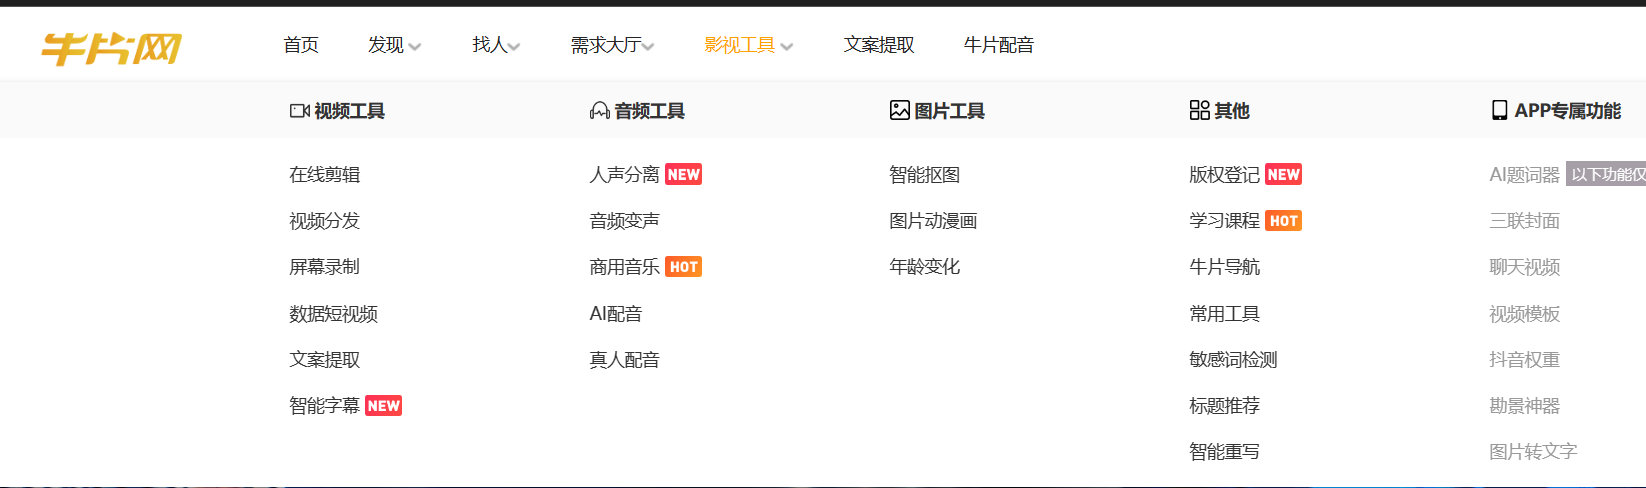 牛片网
首页 发现 找人 需求大厅 影视工具 文案提取 牛片配音
视频工具 音频工具 图片工具 其他 APP专属功能
在线剪辑 人声分离 NEW 智能抠图 版权登记 NEW AI题词器 以下功能仅
视频分发 音频变声 图片动漫画 学习课程 HOT 三联封面
屏幕录制 商用音乐 HOT 年龄变化 牛片导航 聊天视频
数据短视频 AI配音 常用工具 视频模板
文案提取 真人配音 敏感词检测 抖音权重
智能字幕 NEW 标题推荐 勘景神器
智能重写 图片转文字